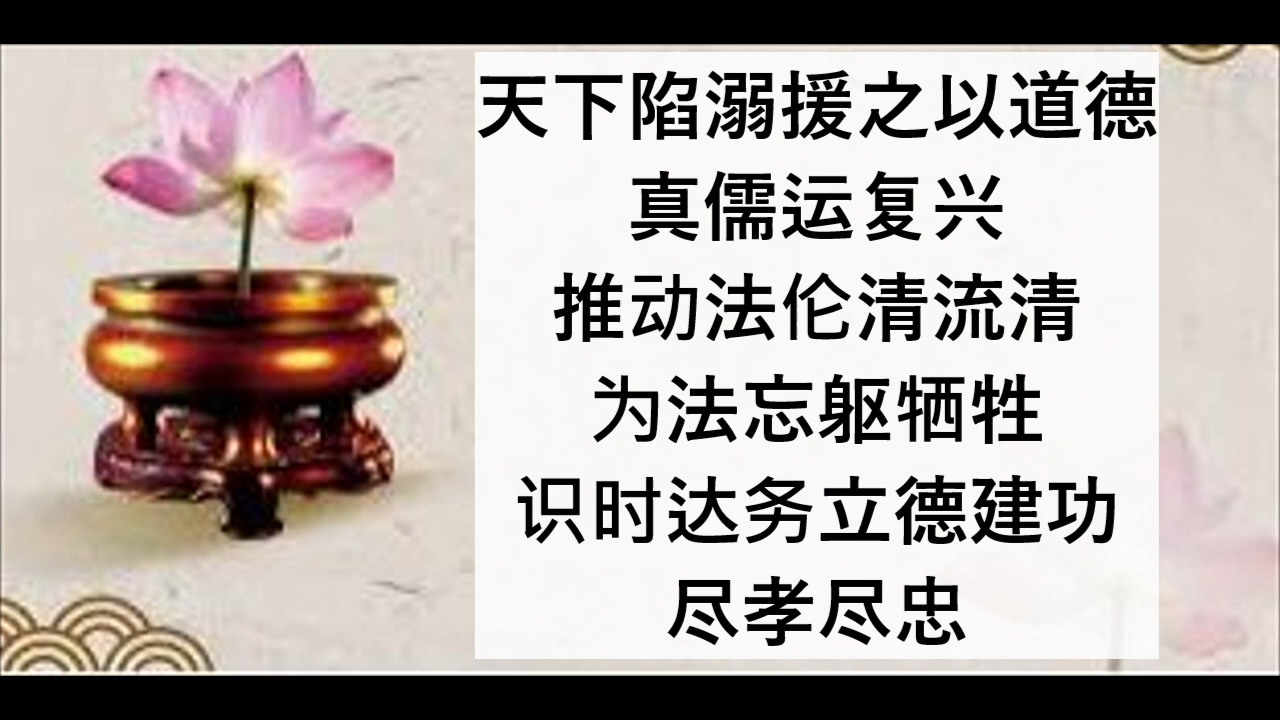 天下陷溺援之以道德
真儒运复兴
推动法伦清流清
为法忘躯牺牲
识时达务立德建功
尽孝尽忠